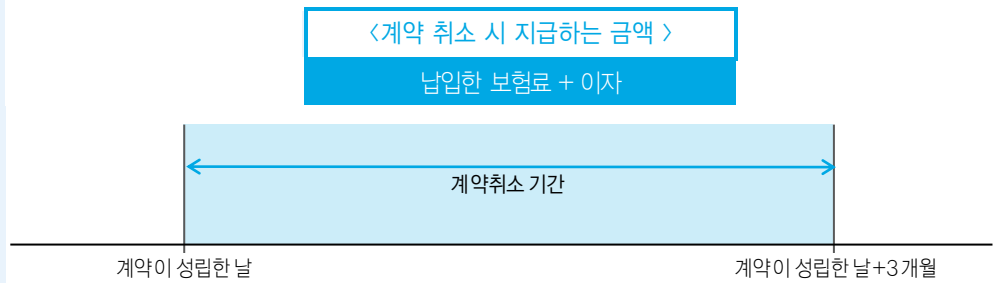 〈계약 취소 시 지급하는 금액〉
납입한 보험료 + 이자
계약취소 기간
계약이 성립한 날
계약이 성립한 날+3개월